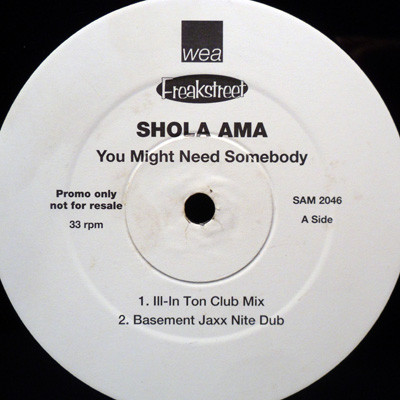 wea
Freakstreet
SHOLA AMA
You Might Need Somebody
Promo only
not for resale
33 rpm
SAM 2046
A Side
1. Ill-In Ton Club Mix
2. Basement Jaxx Nite Dub